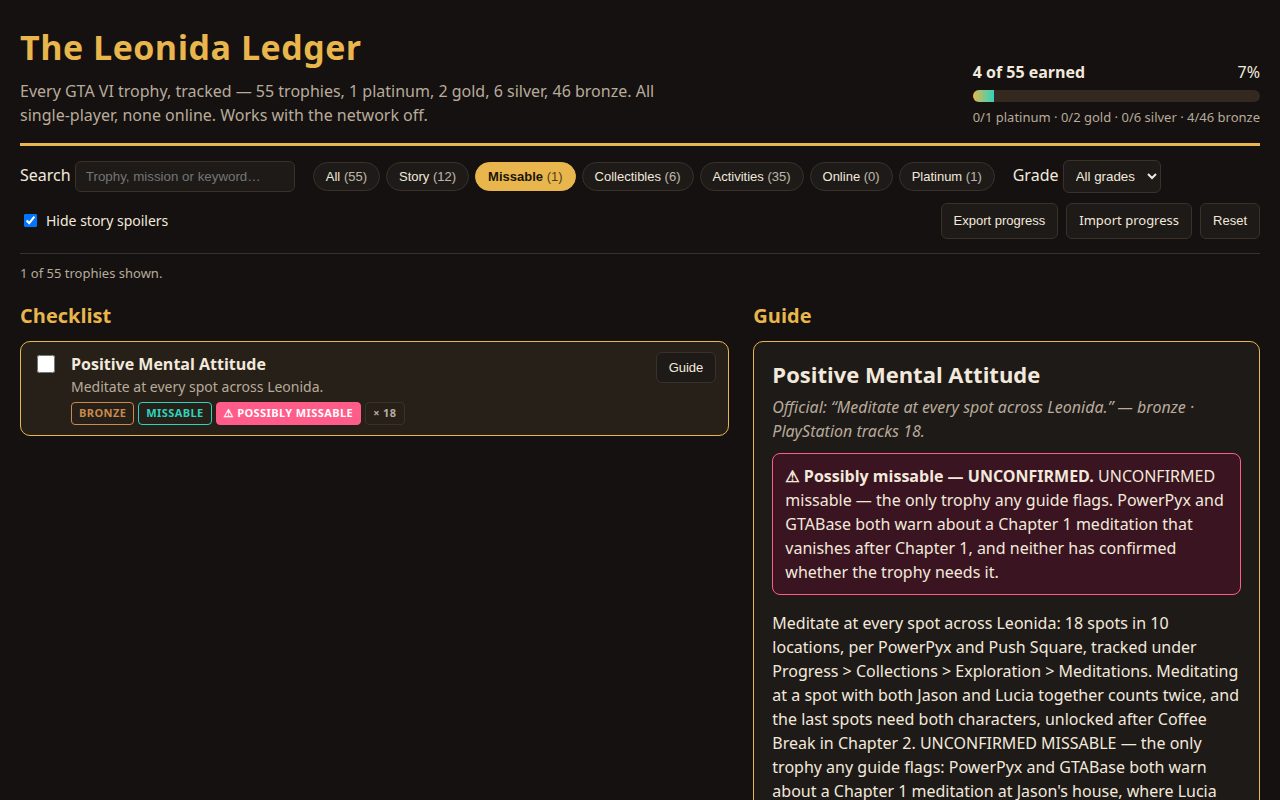 The Leonida Ledger
Every GTA VI trophy, tracked — 55 trophies, 1 platinum, 2 gold, 6 silver, 46 bronze. All
single-player, none online. Works with the network off.
4 of 55 earned 7%
0/1 platinum · 0/2 gold · 0/6 silver · 4/46 bronze
Search Trophy, mission or keyword… All (55) Story (12) Missable (1) Collectibles (6) Activities (35) Online (0) Platinum (1) Grade All grades
Hide story spoilers Export progress Import progress Reset
1 of 55 trophies shown.
Checklist
Positive Mental Attitude Guide
Meditate at every spot across Leonida.
BRONZE MISSABLE ⚠ POSSIBLY MISSABLE × 18
Guide
Positive Mental Attitude
Official: “Meditate at every spot across Leonida.” — bronze ·
PlayStation tracks 18.
⚠ Possibly missable — UNCONFIRMED. UNCONFIRMED
missable — the only trophy any guide flags. PowerPyx and
GTABase both warn about a Chapter 1 meditation that
vanishes after Chapter 1, and neither has confirmed
whether the trophy needs it.
Meditate at every spot across Leonida: 18 spots in 10
locations, per PowerPyx and Push Square, tracked under
Progress > Collections > Exploration > Meditations. Meditating
at a spot with both Jason and Lucia together counts twice, and
the last spots need both characters, unlocked after Coffee
Break in Chapter 2. UNCONFIRMED MISSABLE — the only
trophy any guide flags: PowerPyx and GTABase both warn
about a Chapter 1 meditation at Jason's house, where Lucia